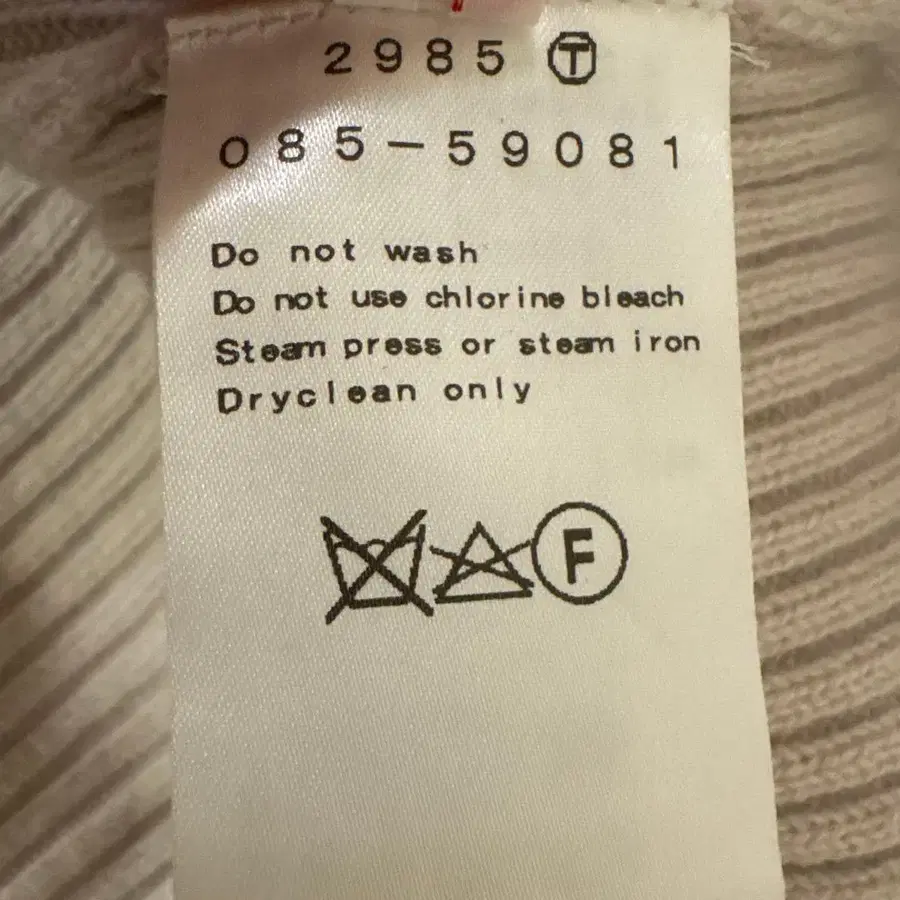 2985 Ⓣ
085-59081
Do not wash
Do not use chlorine bleach
Steam press or steam iron
Dryclean only
F